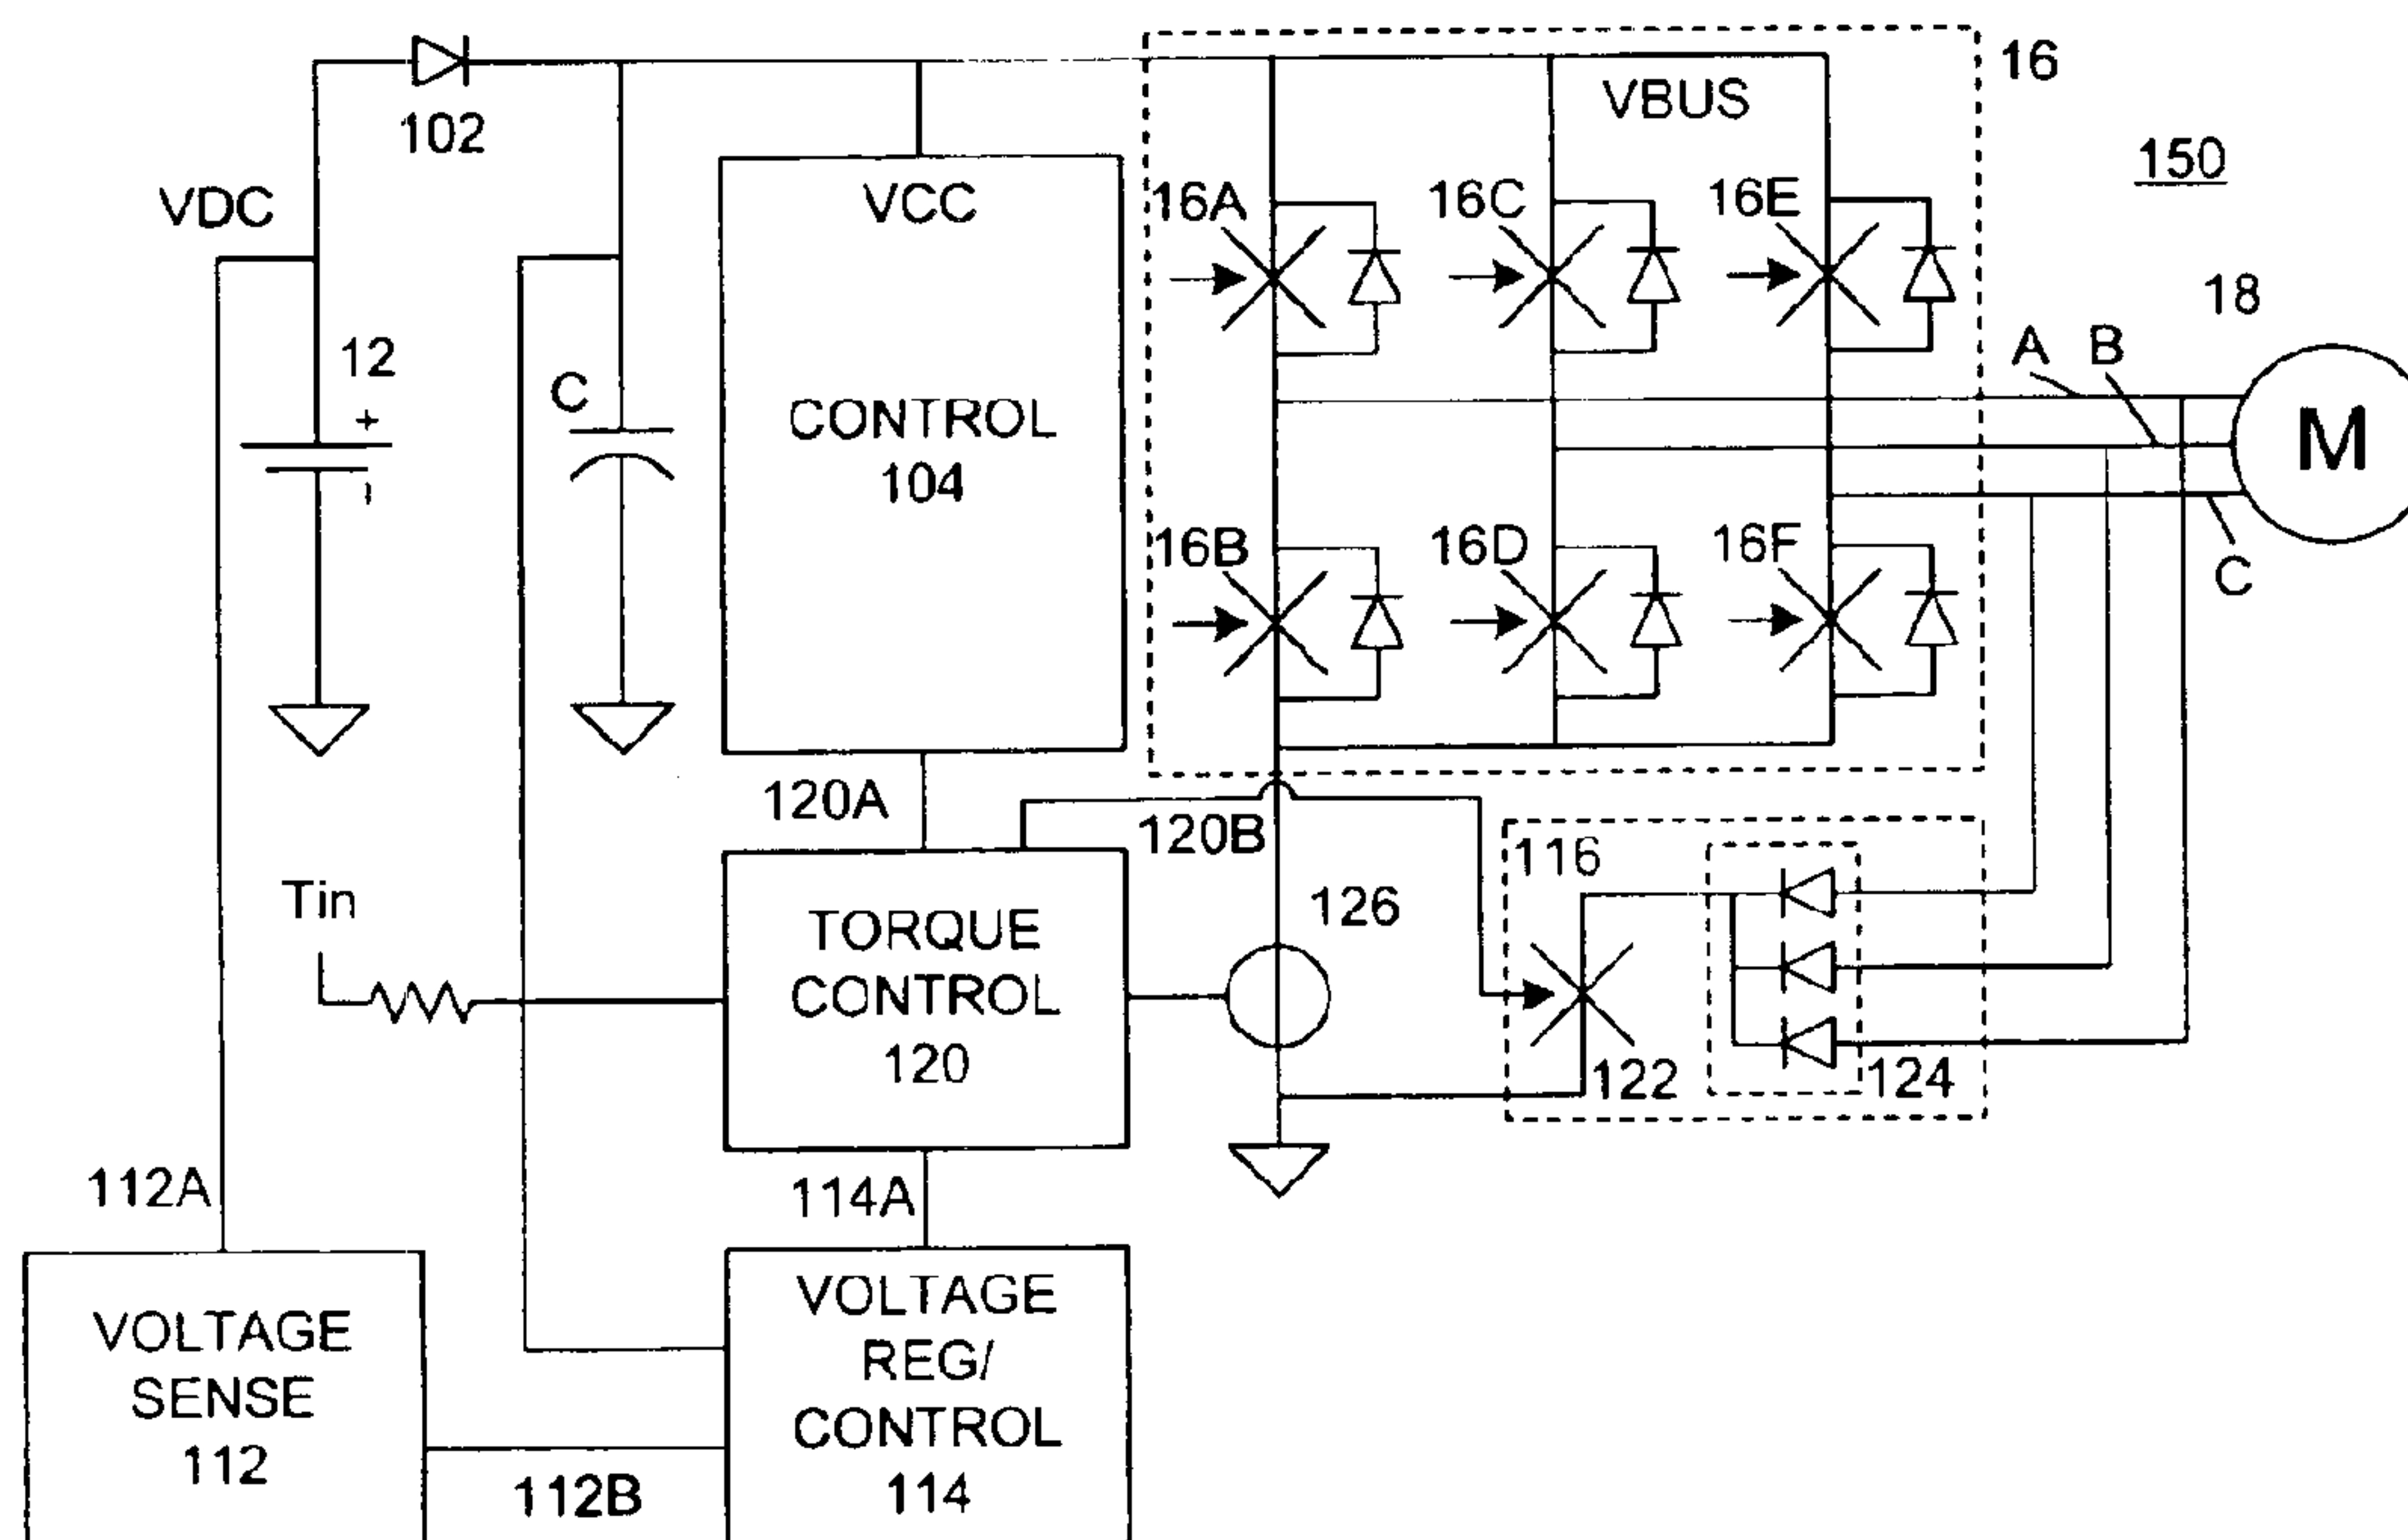 102
VDC
12
+
C
VCC
CONTROL
104
16
VBUS
150
16A
16C
16E
18
A
B
M
16B
16D
16F
C
120A
120B
116
Tin
TORQUE
CONTROL
120
126
122
124
112A
114A
VOLTAGE
SENSE
112
112B
VOLTAGE
REG/
CONTROL
114